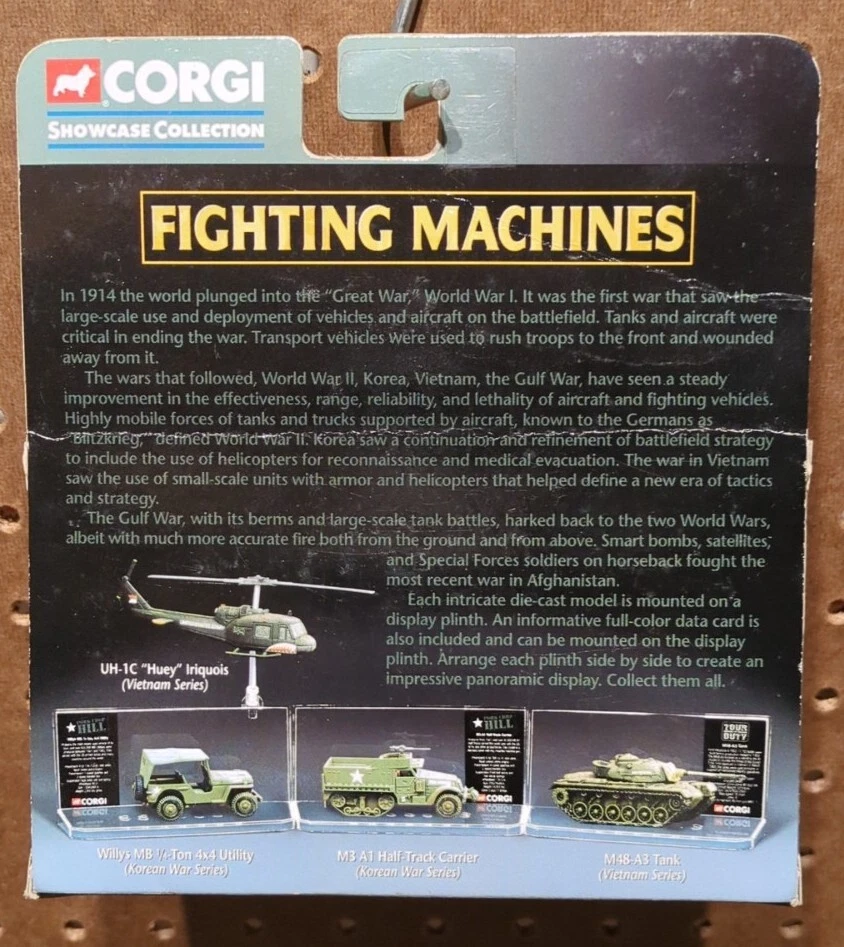 CORGI
SHOWCASE COLLECTION
FIGHTING MACHINES
In 1914 the world plunged into the "Great War," World War I. It was the first war that saw the
large-scale use and deployment of vehicles and aircraft on the battlefield. Tanks and aircraft were
critical in ending the war. Transport vehicles were used to rush troops to the front and wounded
away from it.
The wars that followed, World War II, Korea, Vietnam, the Gulf War, have seen a steady
improvement in the effectiveness, range, reliability, and lethality of aircraft and fighting vehicles.
Highly mobile forces of tanks and trucks supported by aircraft, known to the Germans as
"Blitzkrieg," defined World War II. Korea saw a continuation and refinement of battlefield strategy
to include the use of helicopters for reconnaissance and medical evacuation. The war in Vietnam
saw the use of small-scale units with armor and helicopters that helped define a new era of tactics
and strategy.
The Gulf War, with its berms and large-scale tank battles, harked back to the two World Wars,
albeit with much more accurate fire both from the ground and from above. Smart bombs, satellites,
and Special Forces soldiers on horseback fought the
most recent war in Afghanistan.
Each intricate die-cast model is mounted on a
display plinth. An informative full-color data card is
also included and can be mounted on the display
plinth. Arrange each plinth side by side to create an
impressive panoramic display. Collect them all.
UH-1C "Huey" Iriquois
(Vietnam Series)
HILL
CORGI
HILL
CORGI
TOUR
DUTY
CORGI
Willys MB 1/4-Ton 4x4 Utility
(Korean War Series)
M3 A1 Half-Track Carrier
(Korean War Series)
M48-A3 Tank
(Vietnam Series)